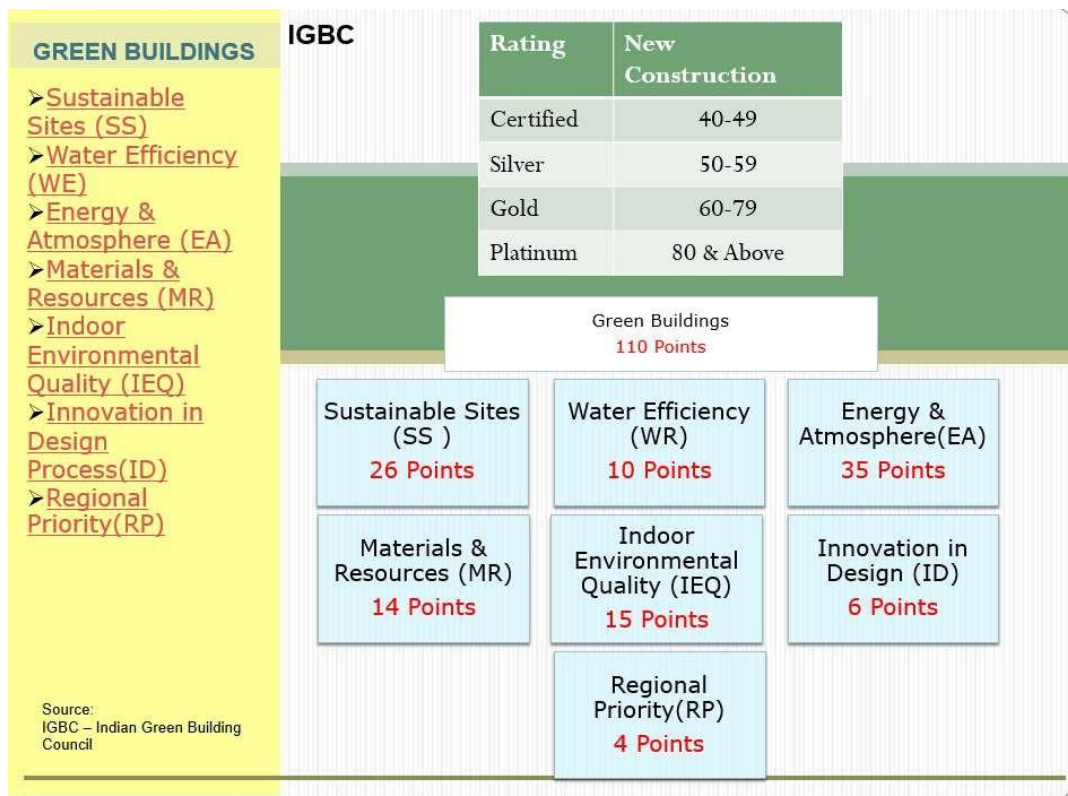 GREEN BUILDINGS
➢Sustainable
Sites (SS)
➢Water Efficiency
(WE)
➢Energy &
Atmosphere (EA)
➢Materials &
Resources (MR)
➢Indoor
Environmental
Quality (IEQ)
➢Innovation in
Design
Process(ID)
➢Regional
Priority(RP)
Source:
IGBC – Indian Green Building
Council
IGBC
Rating New
Construction
Certified 40-49
Silver 50-59
Gold 60-79
Platinum 80 & Above
Green Buildings
110 Points
Sustainable Sites
(SS )
26 Points
Water Efficiency
(WR)
10 Points
Energy &
Atmosphere(EA)
35 Points
Materials &
Resources (MR)
14 Points
Indoor
Environmental
Quality (IEQ)
15 Points
Innovation in
Design (ID)
6 Points
Regional
Priority(RP)
4 Points